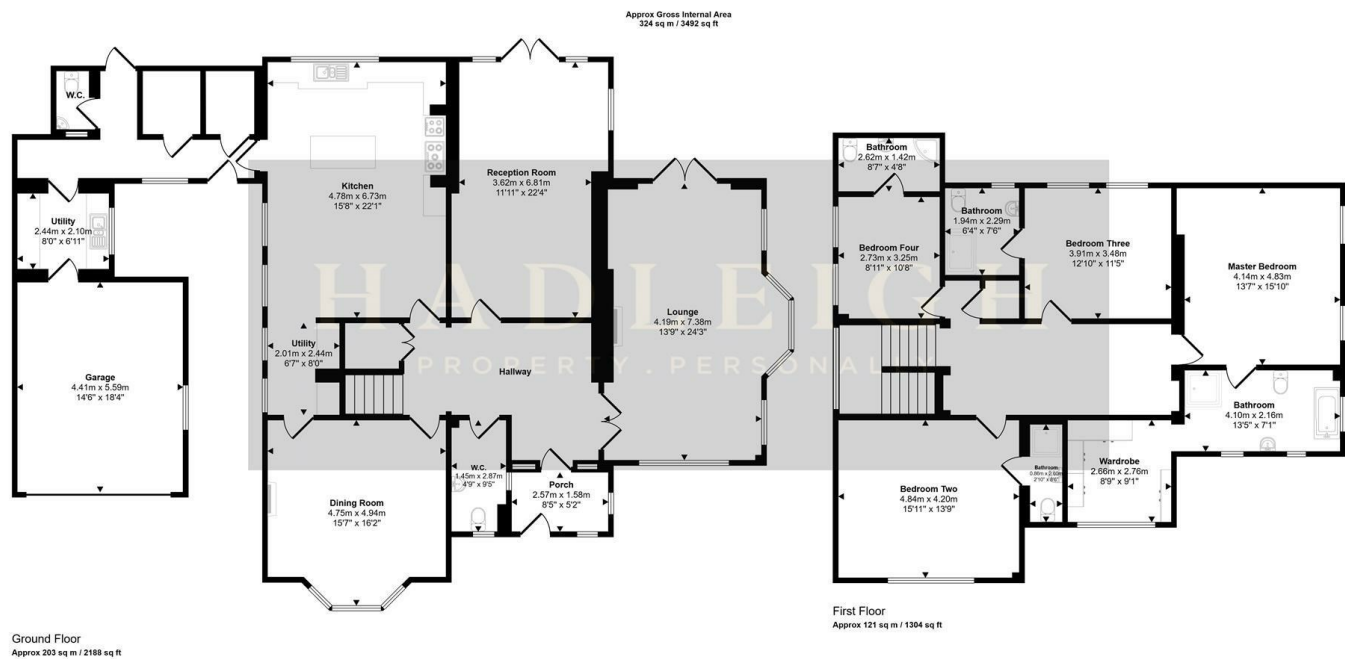 Approx Gross Internal Area
324 sq m / 3492 sq ft
W.C.
Kitchen
4.78m x 6.73m
15'8" x 22'1"
Reception Room
3.62m x 6.81m
11'11" x 22'4"
Utility
2.44m x 2.10m
8'0" x 6'11"
Lounge
4.19m x 7.38m
13'9" x 24'3"
Utility
2.01m x 2.44m
6'7" x 8'0"
Hallway
Garage
4.41m x 5.59m
14'6" x 18'4"
W.C.
1.45m x 2.87m
4'9" x 9'5"
Porch
2.57m x 1.58m
8'5" x 5'2"
Dining Room
4.75m x 4.94m
15'7" x 16'2"
Ground Floor
Approx 203 sq m / 2188 sq ft
Bathroom
2.62m x 1.42m
8'7" x 4'8"
Bathroom
1.94m x 2.29m
6'4" x 7'6"
Bedroom Four
2.73m x 3.25m
8'11" x 10'8"
Bedroom Three
3.91m x 3.48m
12'10" x 11'5"
Master Bedroom
4.14m x 4.83m
13'7" x 15'10"
Bathroom
4.10m x 2.16m
13'5" x 7'1"
Bathroom
0.86m x 2.60m
2'10" x 8'6"
Wardrobe
2.66m x 2.76m
8'9" x 9'1"
Bedroom Two
4.84m x 4.20m
15'11" x 13'9"
First Floor
Approx 121 sq m / 1304 sq ft
HADLEIGH
PROPERTY. PERSONALLY